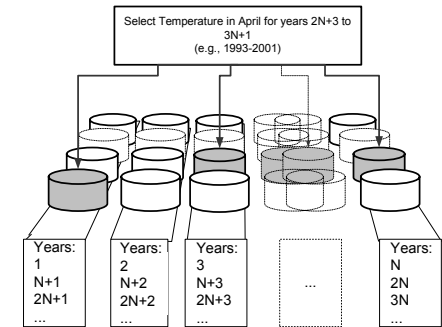 Select Temperature in April for years 2N+3 to
3N+1
(e.g., 1993-2001)
Years:
1
N+1
2N+1
...
Years:
2
N+2
2N+2
...
Years:
3
N+3
2N+3
...
...
Years:
N
2N
3N
...